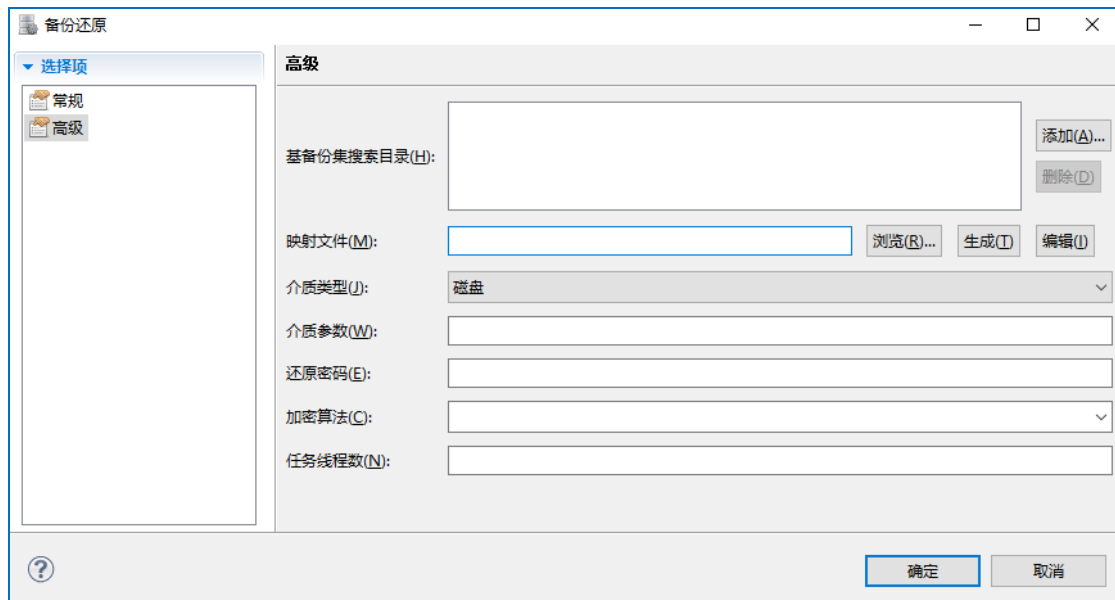 备份还原
选择项
常规
高级
高级
基备份集搜索目录(H):
添加(A)...
删除(D)
映射文件(M):
浏览(R)...
生成(T)
编辑(I)
介质类型(J):
磁盘
介质参数(W):
还原密码(E):
加密算法(C):
任务线程数(N):
?
确定
取消